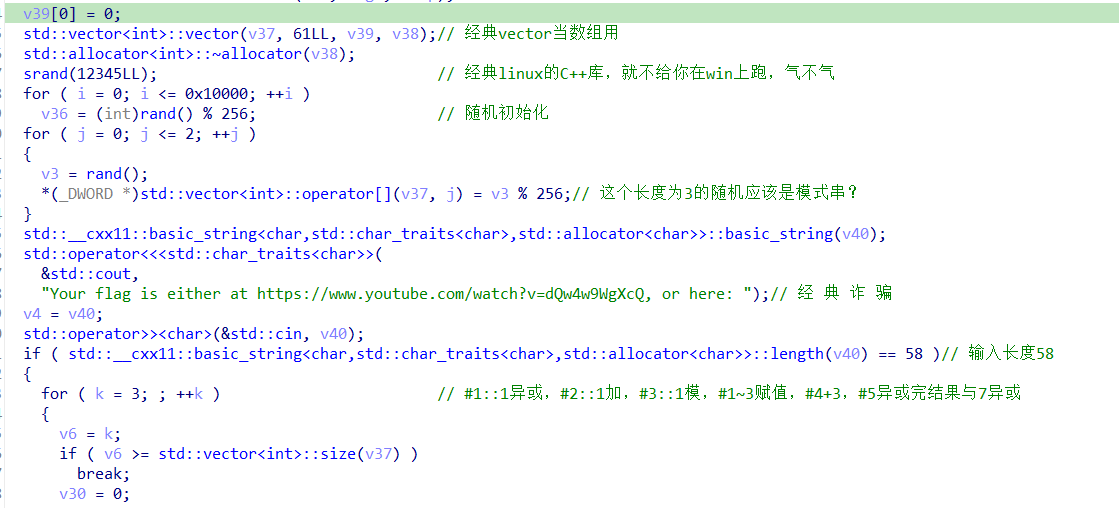 v39[0] = 0;
std::vector<int>::vector(v37, 61LL, v39, v38);// 经典vector当数组用
std::allocator<int>::~allocator(v38);
srand(12345LL); // 经典linux的C++库，就不给你在win上跑，气不气
for ( i = 0; i <= 0x10000; ++i )
v36 = (int)rand() % 256; // 随机初始化
for ( j = 0; j <= 2; ++j )
{
v3 = rand();
*(_DWORD *)std::vector<int>::operator[](v37, j) = v3 % 256;// 这个长度为3的随机应该是模式串？
}
std::__cxx11::basic_string<char,std::char_traits<char>,std::allocator<char>>::basic_string(v40);
std::operator<<<std::char_traits<char>>(
&std::cout,
"Your flag is either at https://www.youtube.com/watch?v=dQw4w9WgXcQ, or here: ");// 经 典 诈 骗
v4 = v40;
std::operator>><char>(&std::cin, v40);
if ( std::__cxx11::basic_string<char,std::char_traits<char>,std::allocator<char>>::length(v40) == 58 )// 输入长度58
{
for ( k = 3; ; ++k ) // #1::1异或，#2::1加，#3::1模，#1~3赋值，#4+3，#5异或完结果与7异或
{
v6 = k;
if ( v6 >= std::vector<int>::size(v37) )
break;
v30 = 0;